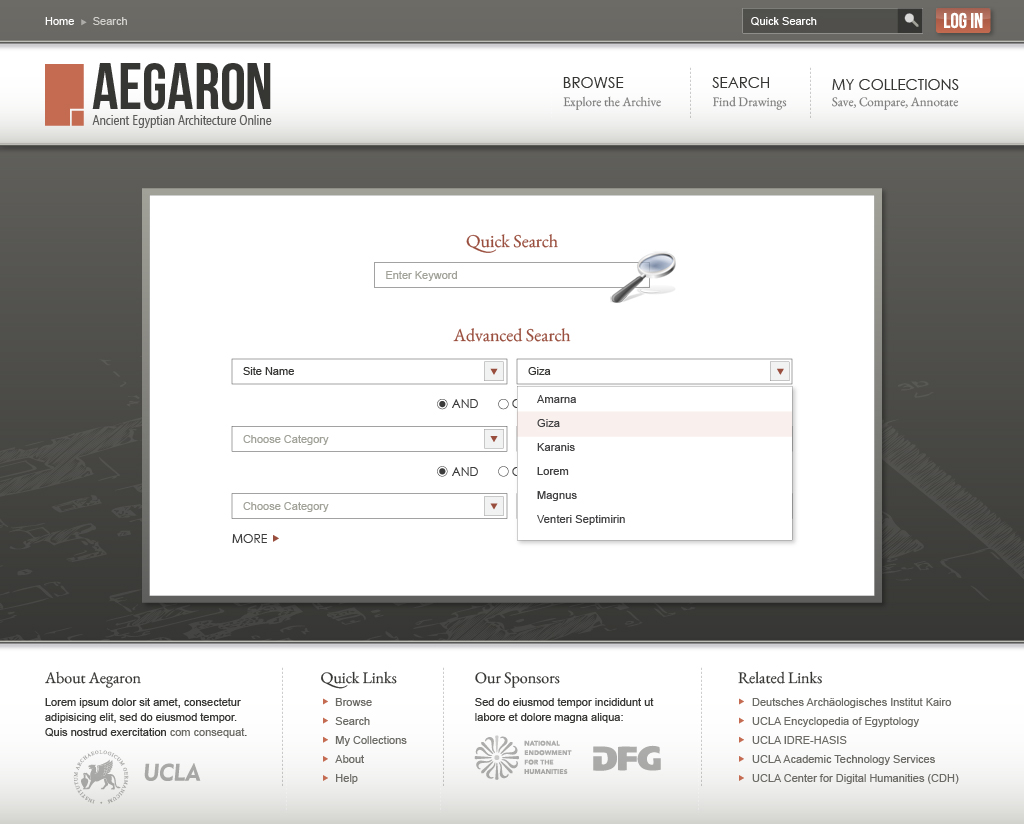 Home Search
Quick Search
LOG IN
AEGARON
Ancient Egyptian Architecture Online
BROWSE
Explore the Archive
SEARCH
Find Drawings
MY COLLECTIONS
Save, Compare, Annotate
Quick Search
Enter Keyword
Advanced Search
Site Name
Giza
AND
Choose Category
AND
Choose Category
MORE
Amarna
Giza
Karanis
Lorem
Magnus
Venteri Septimirin
About Aegaron
Lorem ipsum dolor sit amet, consectetur
adipisicing elit, sed do eiusmod tempor.
Quis nostrud exercitation com consequat.
UCLA
Quick Links
Browse
Search
My Collections
About
Help
Our Sponsors
Sed do eiusmod tempor incididunt ut
labore et dolore magna aliqua:
NATIONAL
ENDOWMENT
FOR THE
HUMANITIES
DFG
Related Links
Deutsches Archäologisches Institut Kairo
UCLA Encyclopedia of Egyptology
UCLA IDRE-HASIS
UCLA Academic Technology Services
UCLA Center for Digital Humanities (CDH)